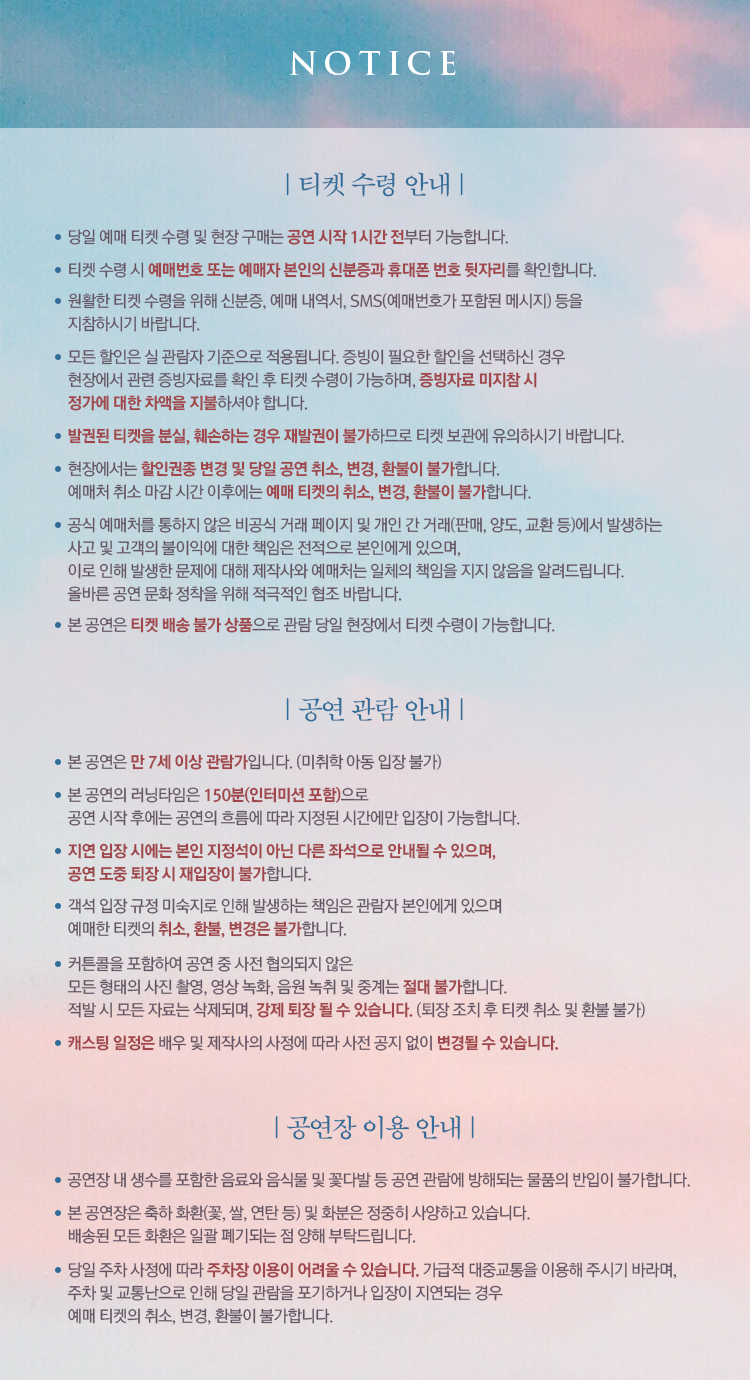 NOTICE
| 티켓 수령 안내 |
• 당일 예매 티켓 수령 및 현장 구매는 공연 시작 1시간 전부터 가능합니다.
• 티켓 수령 시 예매번호 또는 예매자 본인의 신분증과 휴대폰 번호 뒷자리를 확인합니다.
• 원활한 티켓 수령을 위해 신분증, 예매 내역서, SMS(예매번호가 포함된 메시지) 등을
지참하시기 바랍니다.
• 모든 할인은 실 관람자 기준으로 적용됩니다. 증빙이 필요한 할인을 선택하신 경우
현장에서 관련 증빙자료를 확인 후 티켓 수령이 가능하며, 증빙자료 미지참 시
정가에 대한 차액을 지불하셔야 합니다.
• 발권된 티켓을 분실, 훼손하는 경우 재발권이 불가하므로 티켓 보관에 유의하시기 바랍니다.
• 현장에서는 할인권종 변경 및 당일 공연 취소, 변경, 환불이 불가합니다.
예매처 취소 마감 시간 이후에는 예매 티켓의 취소, 변경, 환불이 불가합니다.
• 공식 예매처를 통하지 않은 비공식 거래 페이지 및 개인 간 거래(판매, 양도, 교환 등)에서 발생하는
사고 및 고객의 불이익에 대한 책임은 전적으로 본인에게 있으며,
이로 인해 발생한 문제에 대해 제작사와 예매처는 일체의 책임을 지지 않음을 알려드립니다.
올바른 공연 문화 정착을 위해 적극적인 협조 바랍니다.
• 본 공연은 티켓 배송 불가 상품으로 관람 당일 현장에서 티켓 수령이 가능합니다.
| 공연 관람 안내 |
• 본 공연은 만 7세 이상 관람가입니다. (미취학 아동 입장 불가)
• 본 공연의 러닝타임은 150분(인터미션 포함)으로
공연 시작 후에는 공연의 흐름에 따라 지정된 시간에만 입장이 가능합니다.
• 지연 입장 시에는 본인 지정석이 아닌 다른 좌석으로 안내될 수 있으며,
공연 도중 퇴장 시 재입장이 불가합니다.
• 객석 입장 규정 미숙지로 인해 발생하는 책임은 관람자 본인에게 있으며
예매한 티켓의 취소, 환불, 변경은 불가합니다.
• 커튼콜을 포함하여 공연 중 사전 협의되지 않은
모든 형태의 사진 촬영, 영상 녹화, 음원 녹취 및 중계는 절대 불가합니다.
적발 시 모든 자료는 삭제되며, 강제 퇴장 될 수 있습니다. (퇴장 조치 후 티켓 취소 및 환불 불가)
• 캐스팅 일정은 배우 및 제작사의 사정에 따라 사전 공지 없이 변경될 수 있습니다.
| 공연장 이용 안내 |
• 공연장 내 생수를 포함한 음료와 음식물 및 꽃다발 등 공연 관람에 방해되는 물품의 반입이 불가합니다.
• 본 공연장은 축하 화환(꽃, 쌀, 연탄 등) 및 화분은 정중히 사양하고 있습니다.
배송된 모든 화환은 일괄 폐기되는 점 양해 부탁드립니다.
• 당일 주차 사정에 따라 주차장 이용이 어려울 수 있습니다. 가급적 대중교통을 이용해 주시기 바라며,
주차 및 교통난으로 인해 당일 관람을 포기하거나 입장이 지연되는 경우
예매 티켓의 취소, 변경, 환불이 불가합니다.